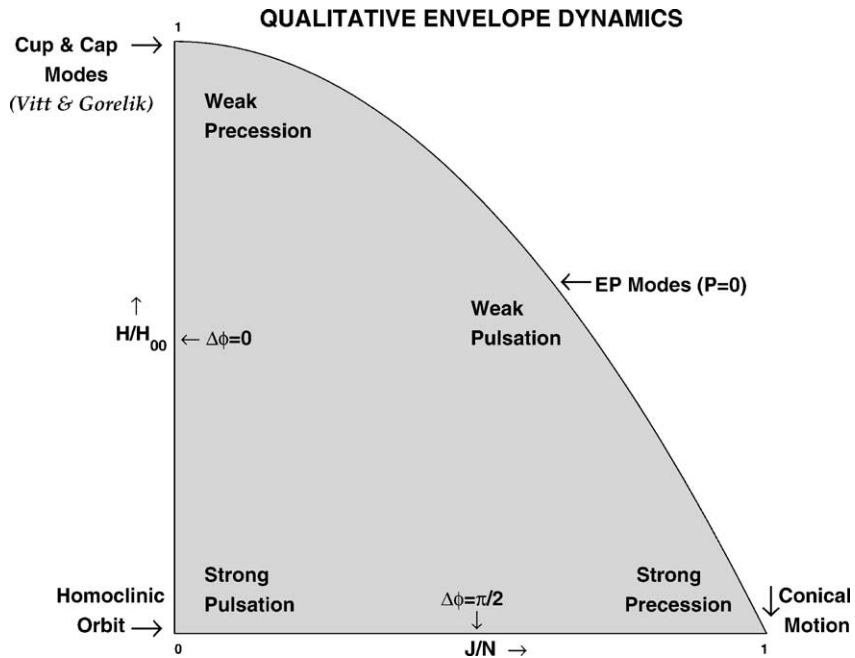 QUALITATIVE ENVELOPE DYNAMICS
1
Cup & Cap →
Modes
(Vitt & Gorelik)
Weak
Precession
← EP Modes (P=0)
Weak
Pulsation
↑
H/H00
← Δϕ=0
Strong
Pulsation
Strong
Precession
Homoclinic
Orbit →
Δϕ=π/2
↓
↓ Conical
Motion
0
J/N →
1